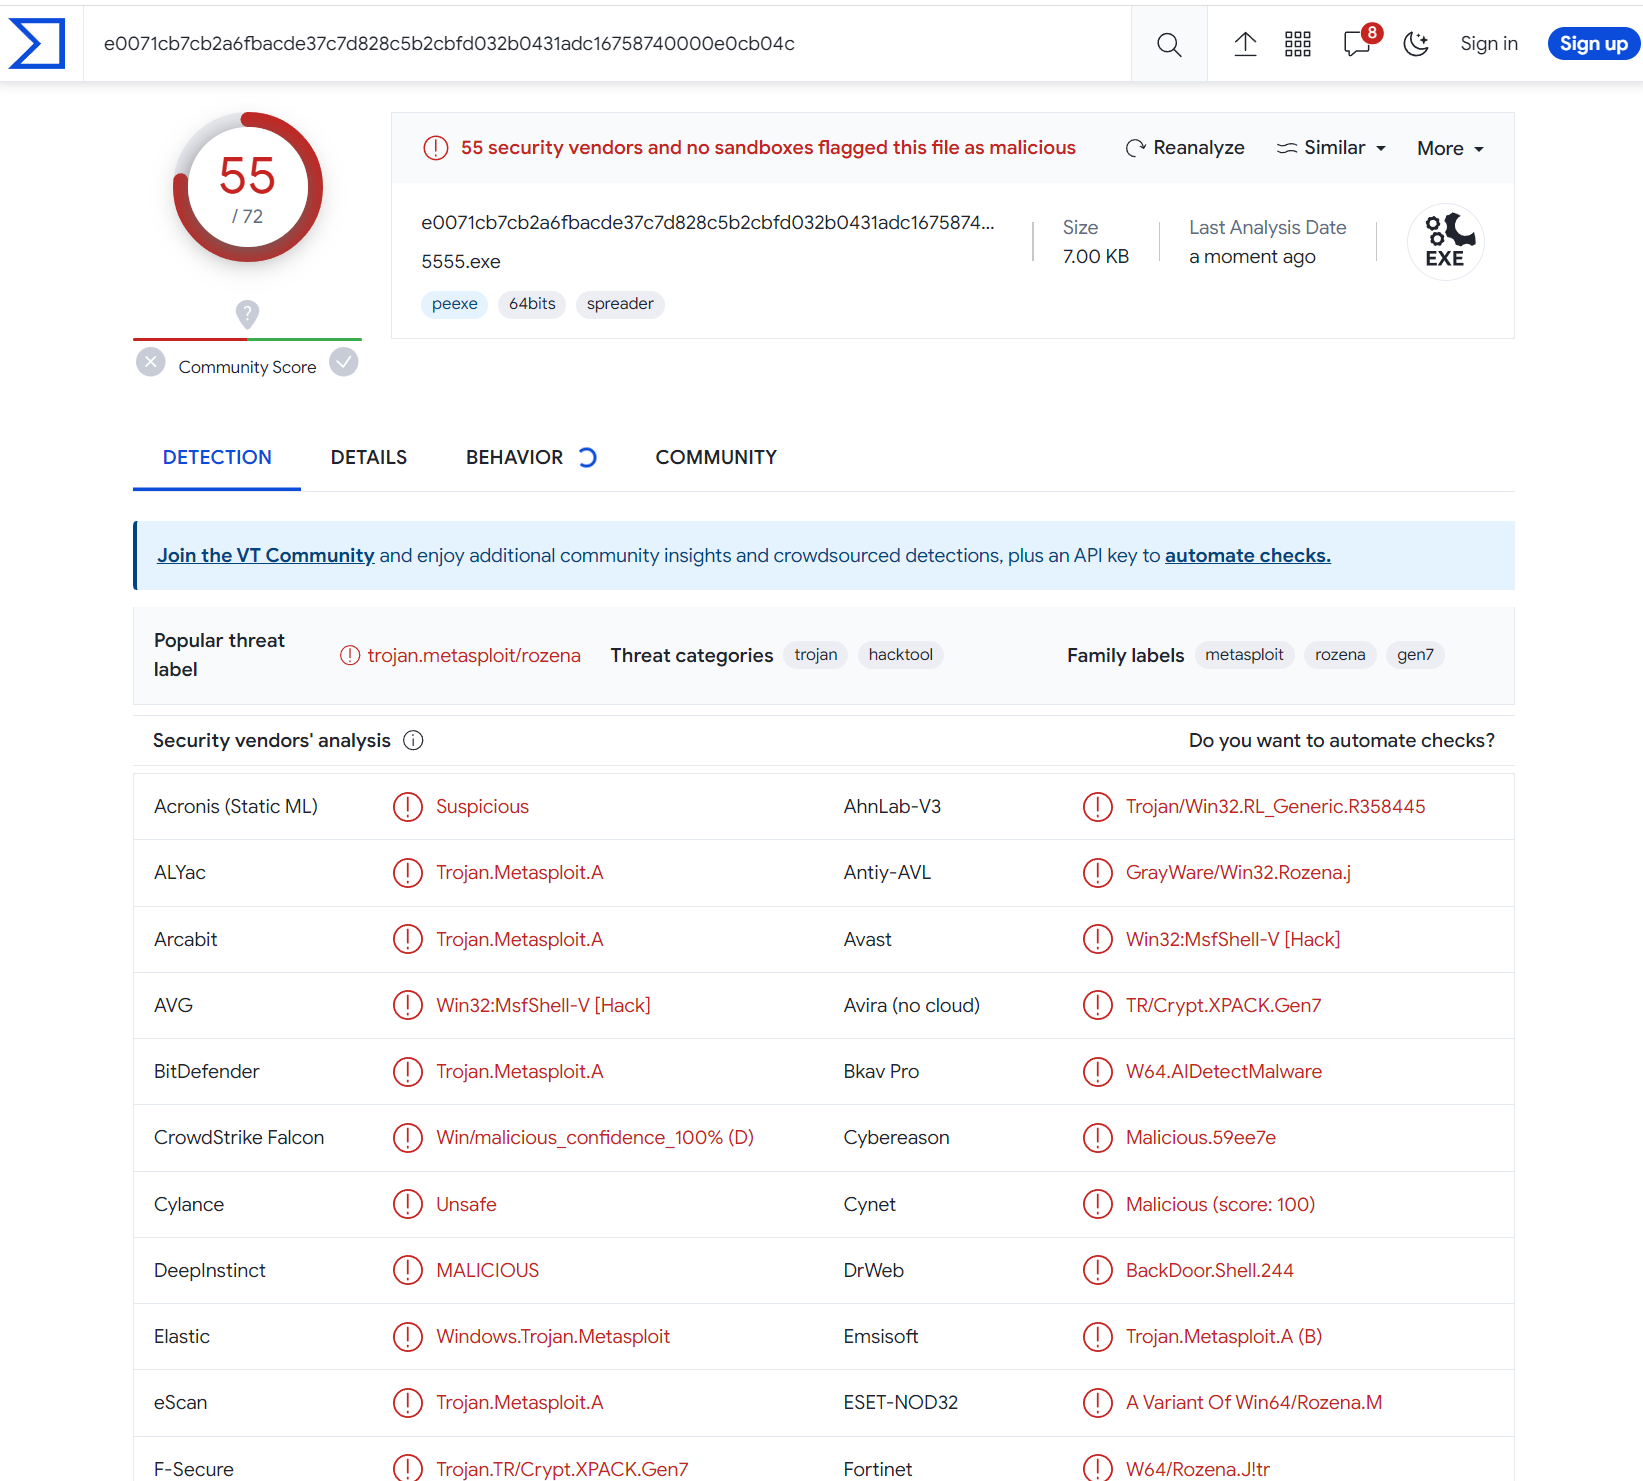 e0071cb7cb2a6fbacde37c7d828c5b2cbfd032b0431adc16758740000e0cb04c
8
Sign in
Sign up
55
/ 72
Community Score
55 security vendors and no sandboxes flagged this file as malicious
Reanalyze
Similar
More
e0071cb7cb2a6fbacde37c7d828c5b2cbfd032b0431adc1675874...
5555.exe
peexe
64bits
spreader
Size
7.00 KB
Last Analysis Date
a moment ago
EXE
DETECTION
DETAILS
BEHAVIOR
COMMUNITY
Join the VT Community and enjoy additional community insights and crowdsourced detections, plus an API key to automate checks.
Popular threat
label
trojan.metasploit/rozena
Threat categories
trojan
hacktool
Family labels
metasploit
rozena
gen7
Security vendors' analysis
Do you want to automate checks?
Acronis (Static ML)
Suspicious
AhnLab-V3
Trojan/Win32.RL_Generic.R358445
ALYac
Trojan.Metasploit.A
Antiy-AVL
GrayWare/Win32.Rozena.j
Arcabit
Trojan.Metasploit.A
Avast
Win32:MsfShell-V [Hack]
AVG
Win32:MsfShell-V [Hack]
Avira (no cloud)
TR/Crypt.XPACK.Gen7
BitDefender
Trojan.Metasploit.A
Bkav Pro
W64.AIDetectMalware
CrowdStrike Falcon
Win/malicious_confidence_100% (D)
Cybereason
Malicious.59ee7e
Cylance
Unsafe
Cynet
Malicious (score: 100)
DeepInstinct
MALICIOUS
DrWeb
BackDoor.Shell.244
Elastic
Windows.Trojan.Metasploit
Emsisoft
Trojan.Metasploit.A (B)
eScan
Trojan.Metasploit.A
ESET-NOD32
A Variant Of Win64/Rozena.M
F-Secure
Trojan.TR/Crypt.XPACK.Gen7
Fortinet
W64/Rozena.J!tr